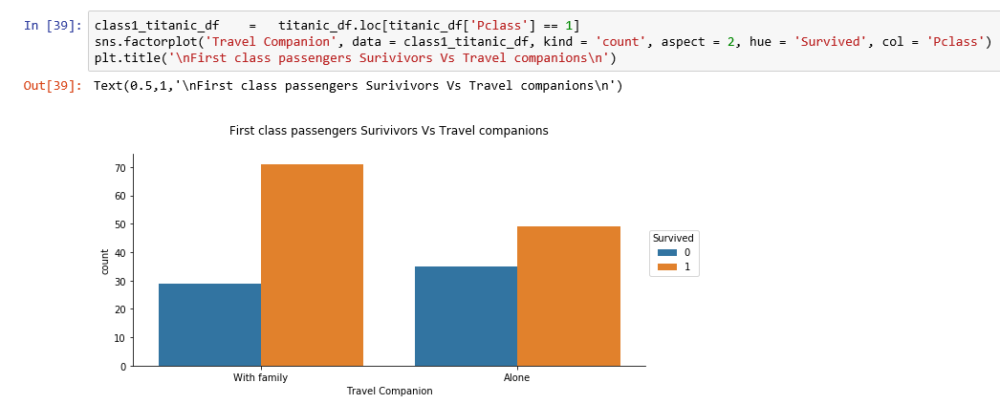 In [39]: class1_titanic_df    =   titanic_df.loc[titanic_df['Pclass'] == 1]
sns.factorplot('Travel Companion', data = class1_titanic_df, kind = 'count', aspect = 2, hue = 'Survived', col = 'Pclass')
plt.title('\nFirst class passengers Surivivors Vs Travel companions\n')
Out[39]: Text(0.5,1,'\nFirst class passengers Surivivors Vs Travel companions\n')
First class passengers Surivivors Vs Travel companions
70
60
50
40
30
20
10
0
count
With family Alone
Travel Companion
Survived
0
1